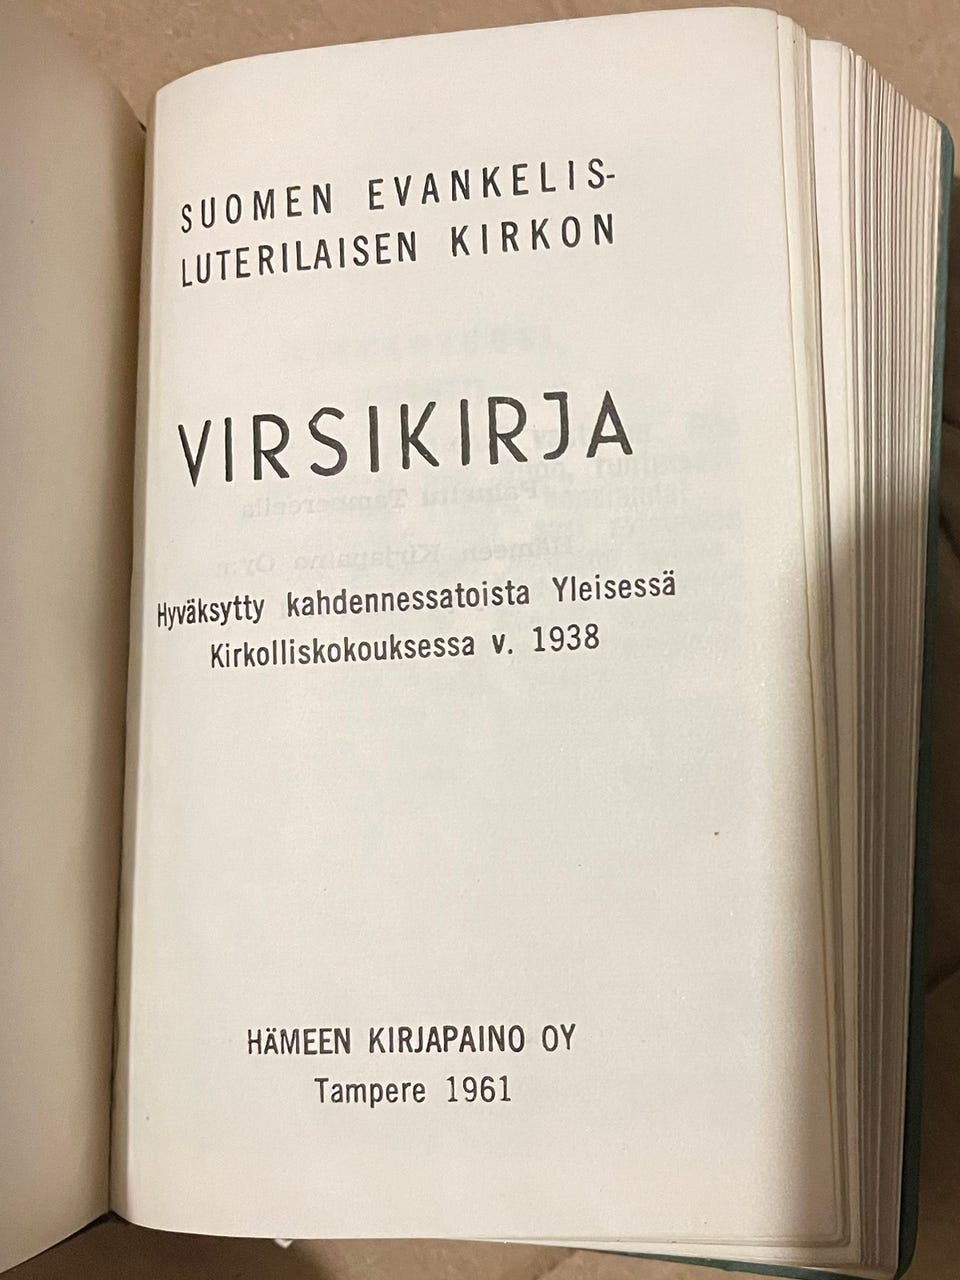 SUOMEN EVANKELIS-
LUTERILAISEN KIRKON
VIRSIKIRJA
Hyväksytty kahdennessatoista Yleisessä
Kirkolliskokouksessa v. 1938
HÄMEEN KIRJAPAINO OY
Tampere 1961